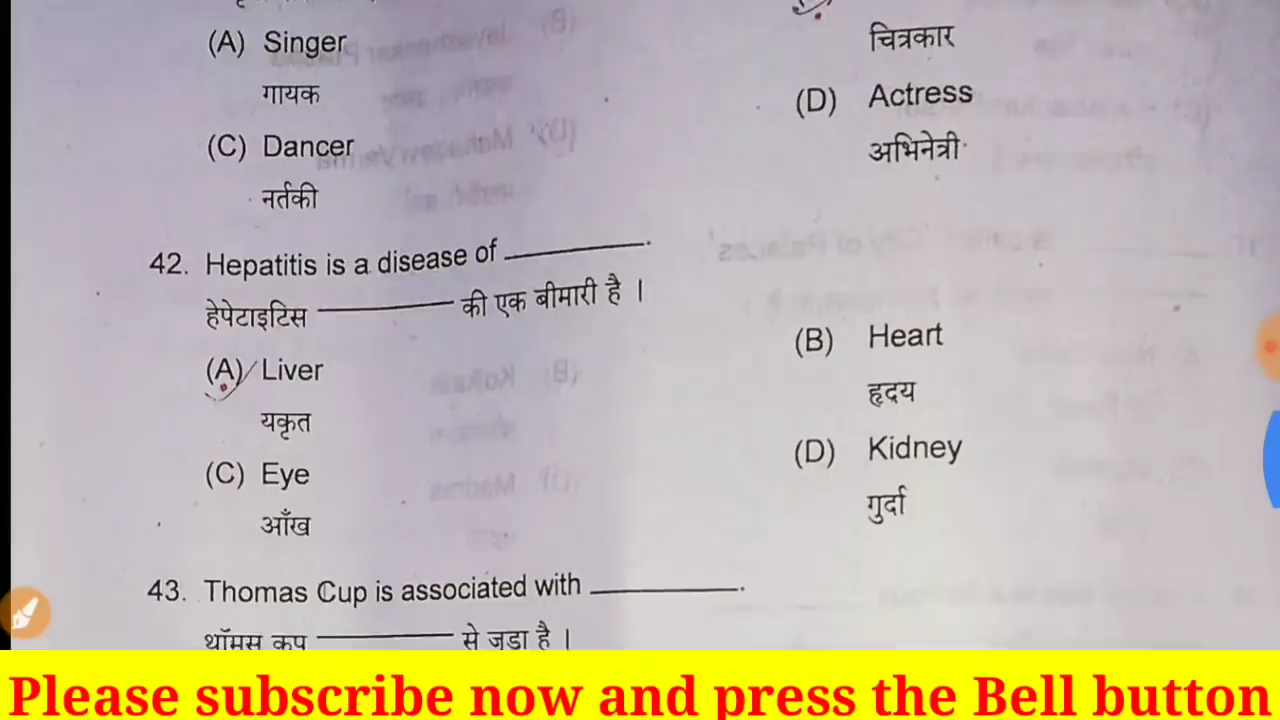 (A) Singer
गायक
चित्रकार
(C) Dancer
नर्तकी
(D) Actress
अभिनेत्री
42. Hepatitis is a disease of ________.
हेपेटाइटिस ________ की एक बीमारी है ।
(A) Liver
यकृत
(B) Heart
हृदय
(C) Eye
आँख
(D) Kidney
गुर्दा
43. Thomas Cup is associated with ________.
थॉमस कप ________ से जुड़ा है ।
Please subscribe now and press the Bell button